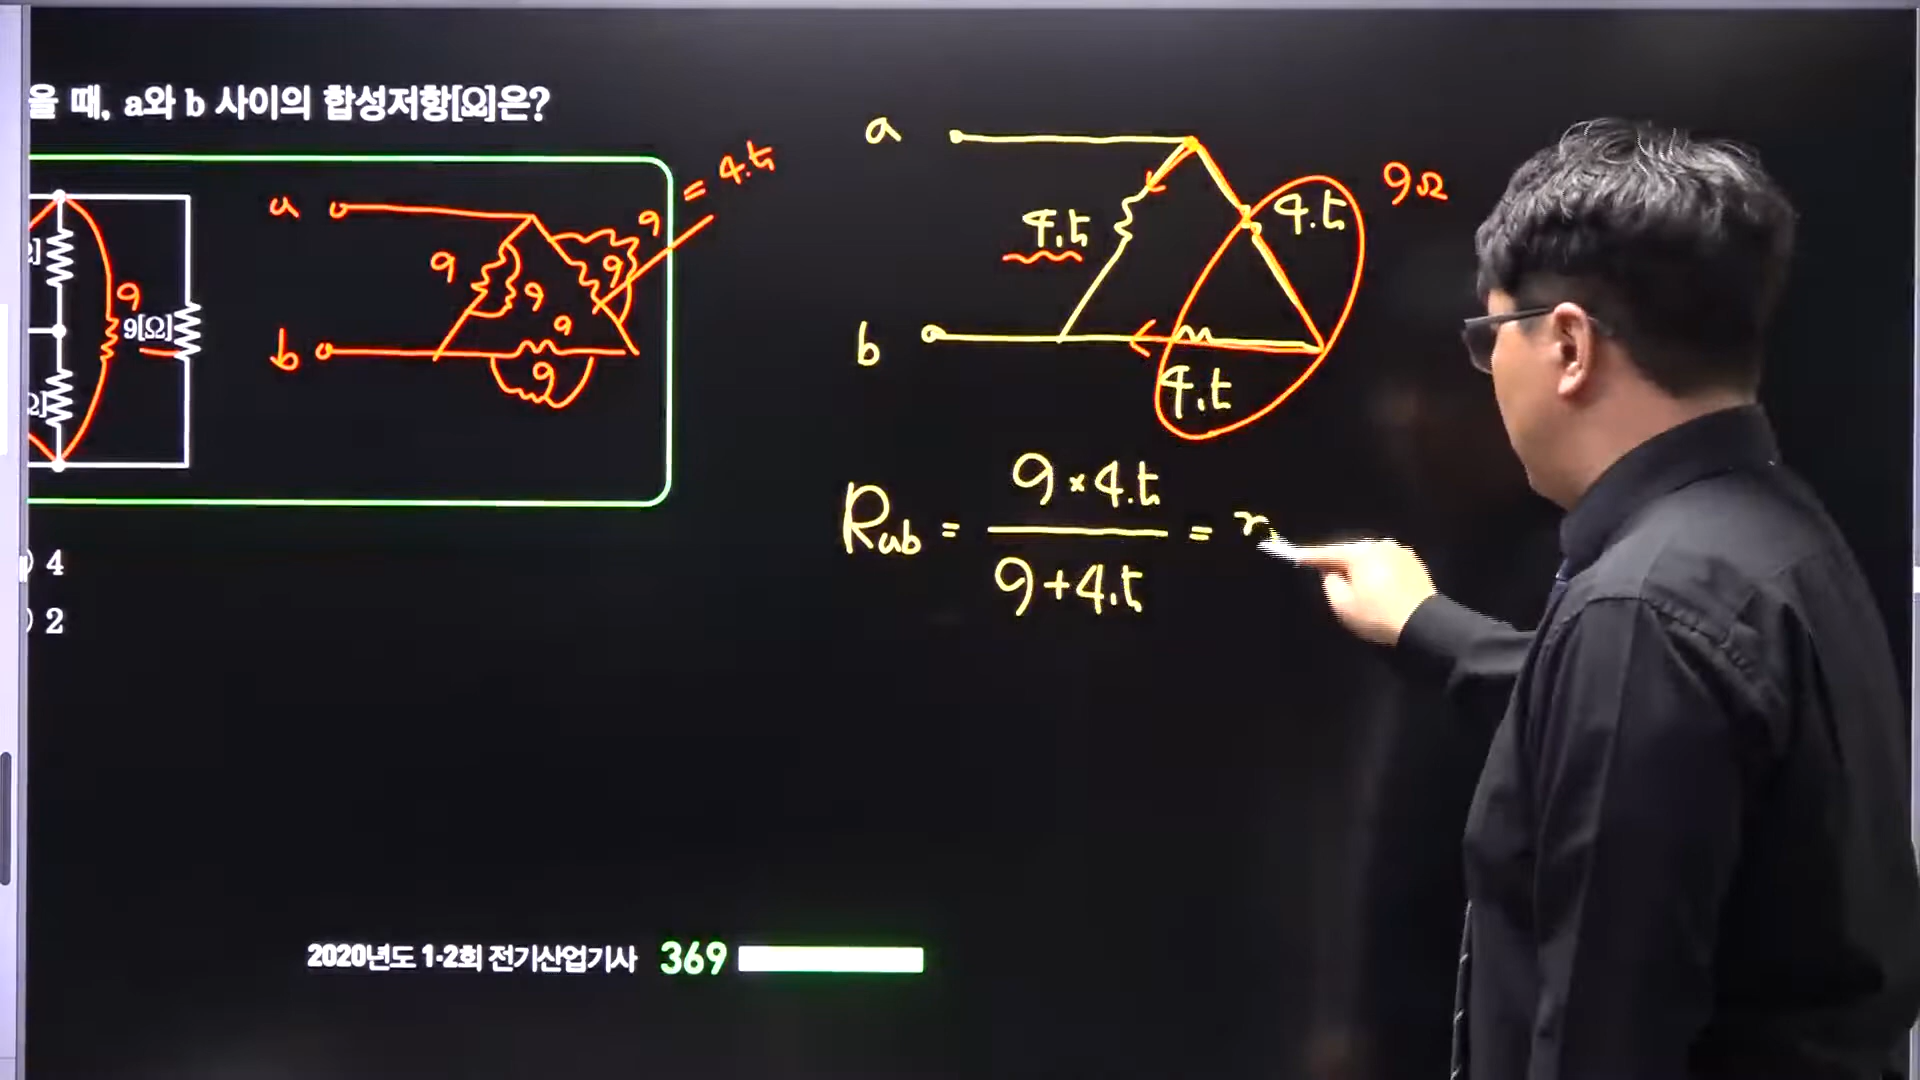 을 때, a와 b 사이의 합성저항[Ω]은?
Ω]
9
9[Ω]
Ω]
a
b
9
9
9
9
9
9
= 4.5
a
b
4.5
4.5
4.5
9Ω
Rab = 9 × 4.5 / 9 + 4.5 =
) 4
) 2
2020년도 1·2회 전기산업기사 369